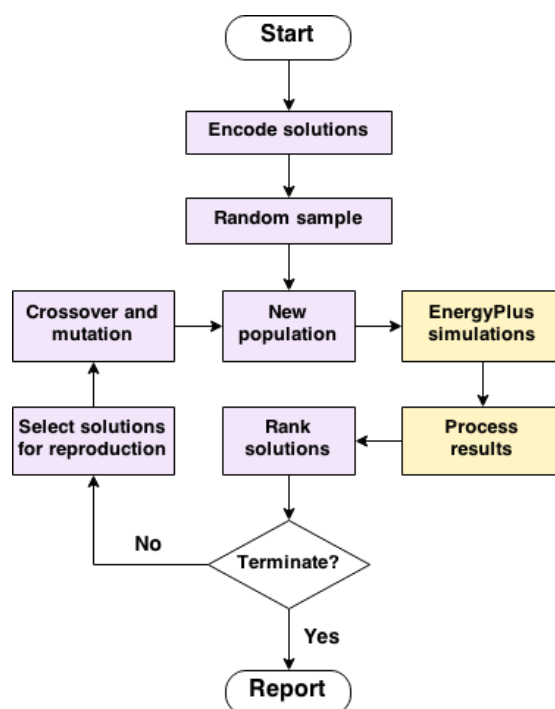 Start
Encode solutions
Random sample
Crossover and
mutation
New
population
EnergyPlus
simulations
Select solutions
for reproduction
Rank
solutions
Process
results
No
Terminate?
Yes
Report